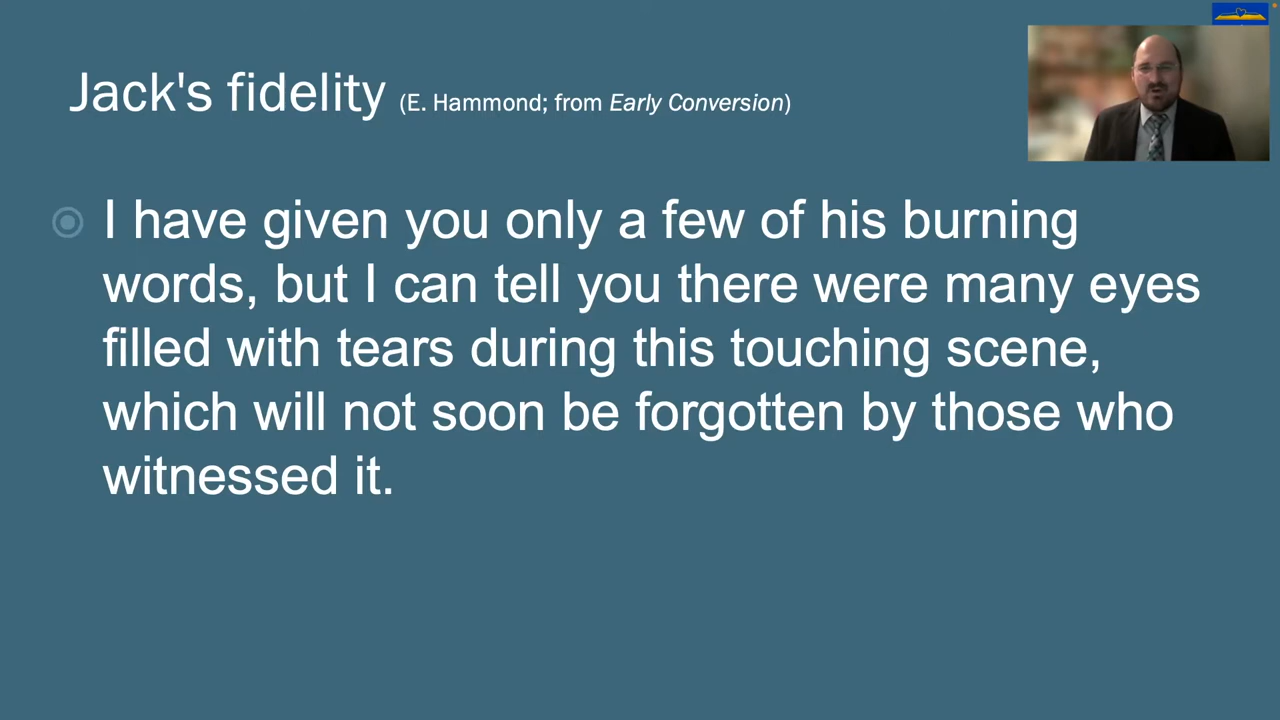 Jack's fidelity (E. Hammond; from Early Conversion)
I have given you only a few of his burning
words, but I can tell you there were many eyes
filled with tears during this touching scene,
which will not soon be forgotten by those who
witnessed it.